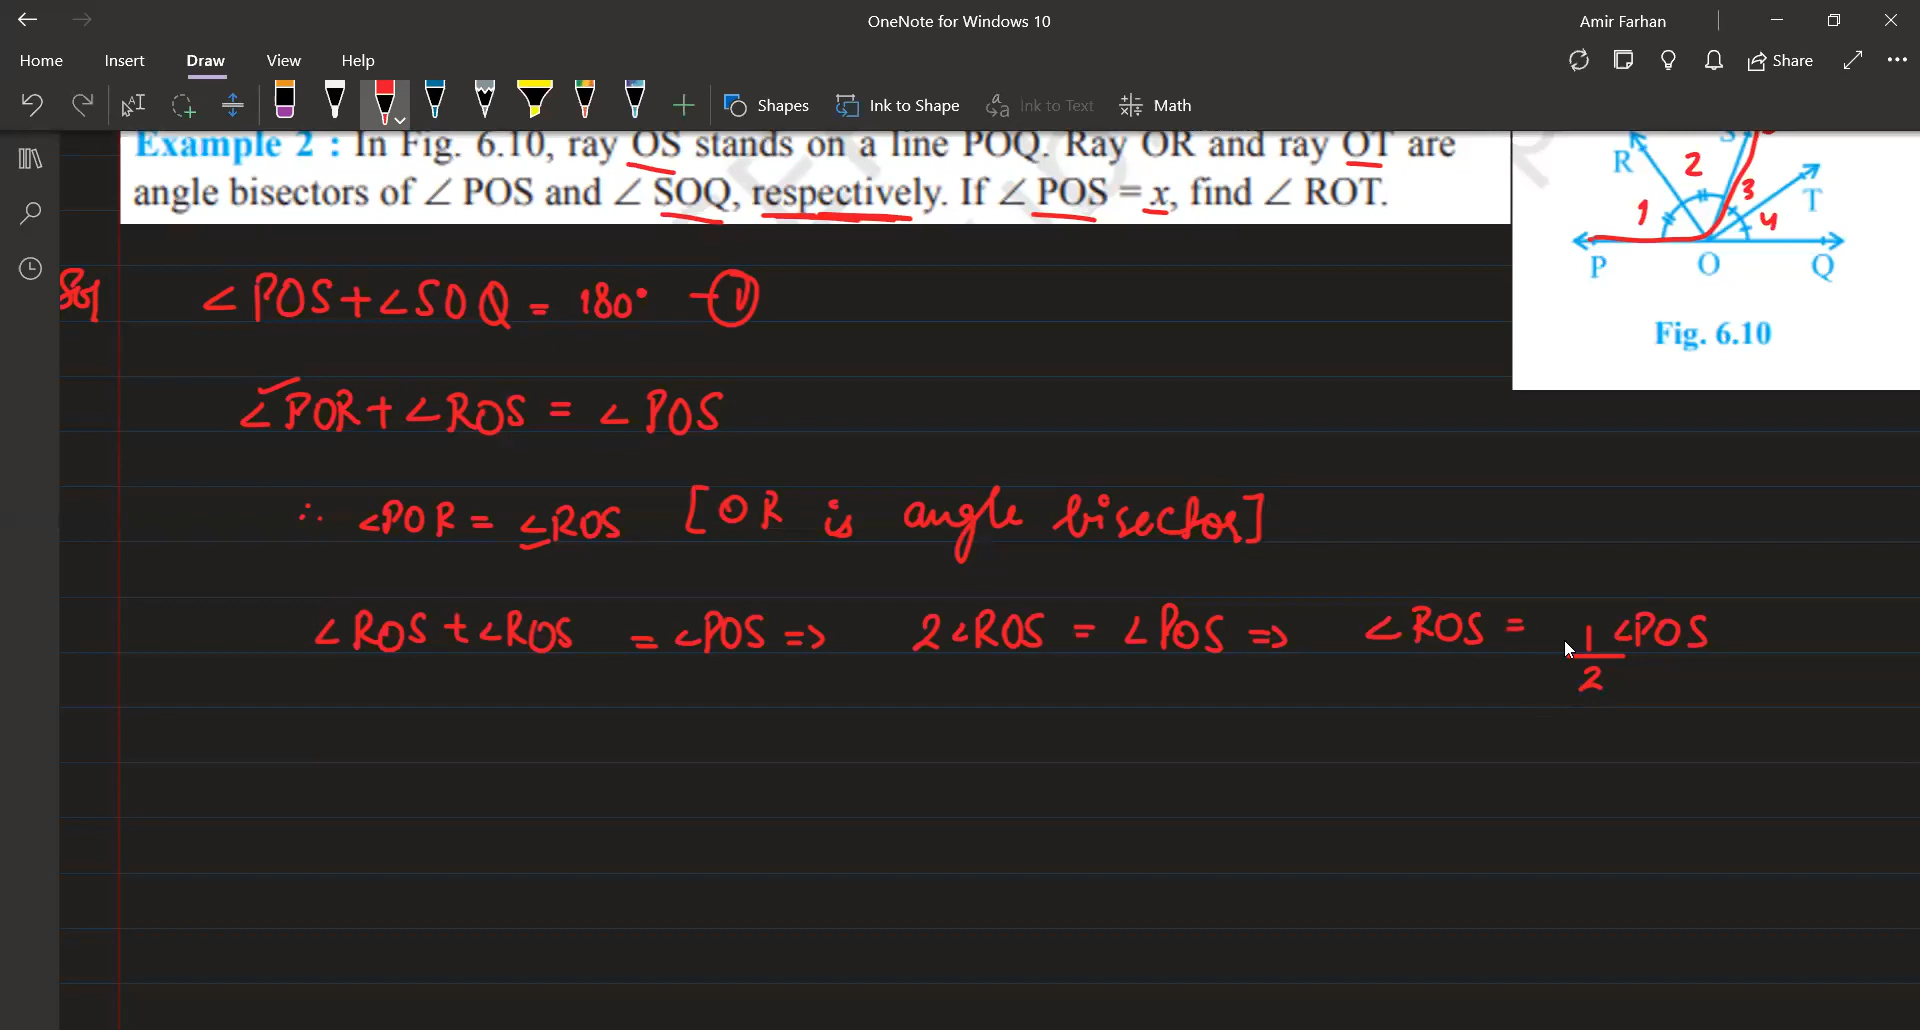 OneNote for Windows 10
Amir Farhan
Home Insert Draw View Help
Share
Shapes Ink to Shape Ink to Text Math
Example 2 : In Fig. 6.10, ray OS stands on a line POQ. Ray OR and ray OT are
angle bisectors of ∠ POS and ∠ SOQ, respectively. If ∠ POS = x, find ∠ ROT.
R 2 S
1 3 T
4
P O Q
Fig. 6.10
Sol ∠POS+∠SOQ = 180° -①
∠POR+∠ROS = ∠POS
∴ ∠POR = ∠ROS [OR is angle bisector]
∠ROS+∠ROS = ∠POS => 2∠ROS = ∠POS => ∠ROS = 1/2 ∠POS